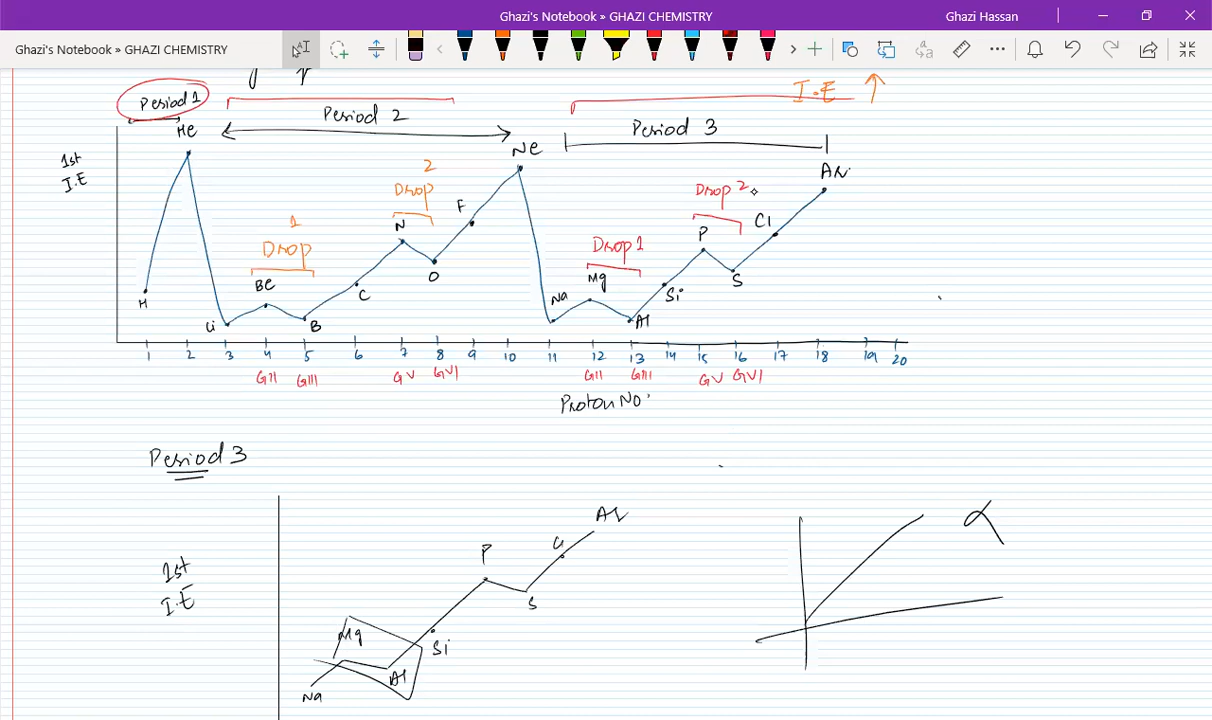 Ghazi's Notebook » GHAZI CHEMISTRY
Ghazi Hassan
Ghazi's Notebook » GHAZI CHEMISTRY
I.E ↑
Period 1
Period 2
Period 3
1st
I.E
He
Ne
Ar
Drop 1
Drop 2
Drop 1
Drop 2
H
Li
Be
B
C
N
O
F
Na
Mg
Al
Si
P
S
Cl
1 2 3 4 5 6 7 8 9 10 11 12 13 14 15 16 17 18 19 20
GII GIII GV GVI GII GIII GV GVI
Proton No:
Period 3
1st
I.E
Na
Mg
Al
Si
P
S
Cl
Ar
α